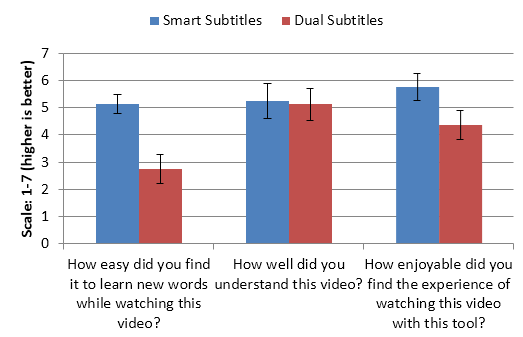 Smart Subtitles Dual Subtitles
Scale: 1-7 (higher is better)
7
6
5
4
3
2
1
0
How easy did you find
it to learn new words
while watching this
video?
How well did you
understand this video?
How enjoyable did you
find the experience of
watching this video
with this tool?